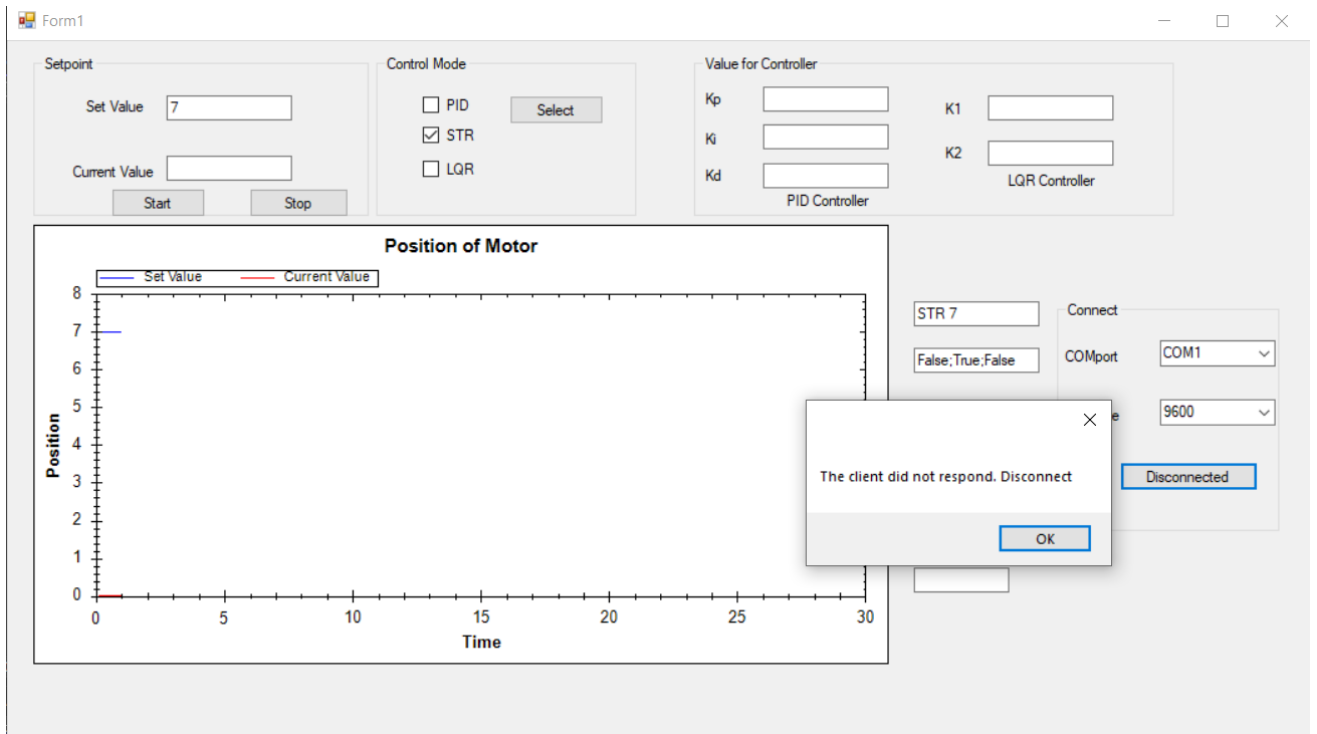 Form1
Setpoint
Set Value 7
Current Value
Start Stop
Control Mode
PID
STR
LQR
Select
Value for Controller
Kp
Ki
Kd
PID Controller
K1
K2
LQR Controller
Position of Motor
Set Value Current Value
8
7
6
5
4
3
2
1
0
Position
0 5 10 15 20 25 30
Time
STR 7
False;True;False
Connect
COMport COM1
e 9600
Disconnected
The client did not respond. Disconnect
OK